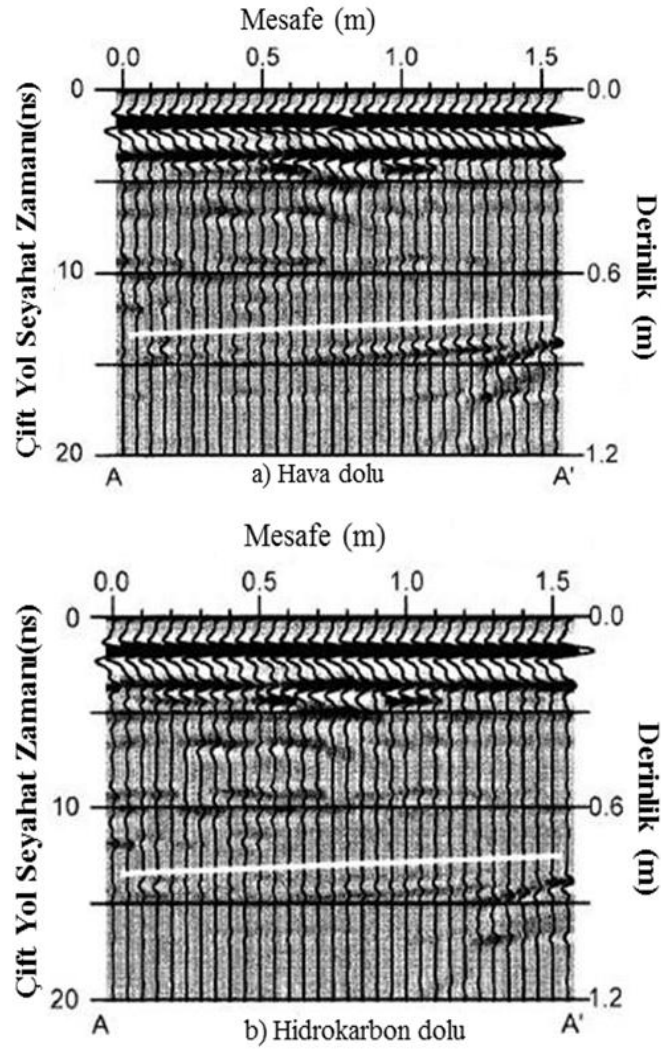 Mesafe (m)
0.0 0.5 1.0 1.5
0 0.0
10 0.6
20 1.2
Çift Yol Seyahat Zamanı(ns)
Derinlik (m)
A A'
a) Hava dolu
Mesafe (m)
0.0 0.5 1.0 1.5
0 0.0
10 0.6
20 1.2
Çift Yol Seyahat Zamanı(ns)
Derinlik (m)
A A'
b) Hidrokarbon dolu